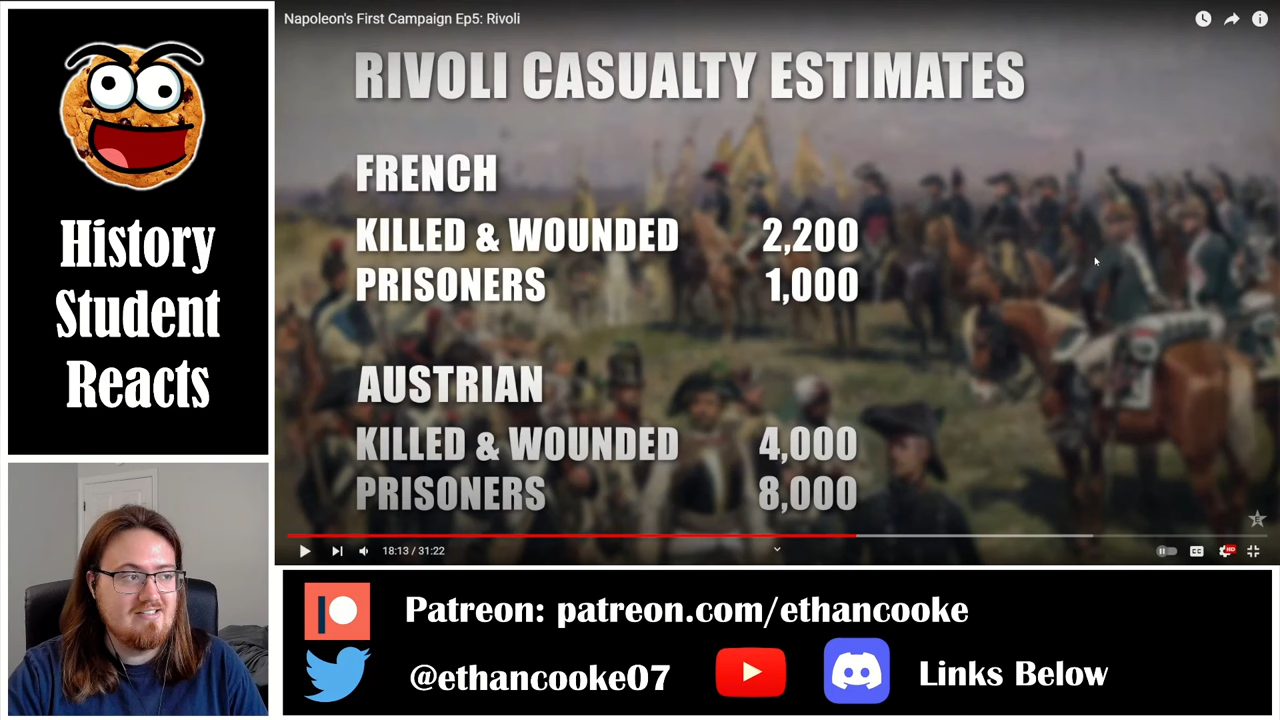 Napoleon's First Campaign Ep5: Rivoli
RIVOLI CASUALTY ESTIMATES
FRENCH
KILLED & WOUNDED 2,200
PRISONERS 1,000
AUSTRIAN
KILLED & WOUNDED 4,000
PRISONERS 8,000
18:13 / 31:22
CC
HD
History
Student
Reacts
Patreon: patreon.com/ethancooke
@ethancooke07
Links Below